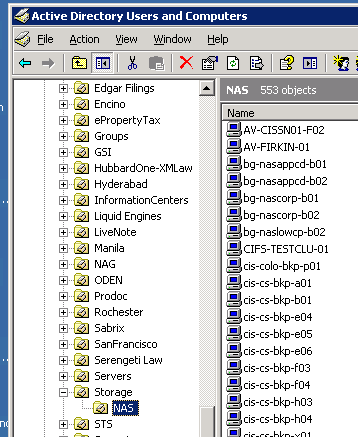 Active Directory Users and Computers
File Action View Window Help
Edgar Filings
Encino
ePropertyTax
Groups
GSI
HubbardOne-XMLaw
Hyderabad
InformationCenters
Liquid Engines
LiveNote
Manila
NAG
ODEN
Prodoc
Rochester
Sabrix
SanFrancisco
Serengeti Law
Servers
Storage
NAS
STS
NAS 553 objects
Name
AV-CISSN01-F02
AV-FIRKIN-01
bg-nasappcd-b01
bg-nasappcd-b02
bg-nascorp-b01
bg-nascorp-b02
bg-naslowcp-b02
CIFS-TESTCLU-01
cis-colo-bkp-p01
cis-cs-bkp-a01
cis-cs-bkp-b01
cis-cs-bkp-e04
cis-cs-bkp-e05
cis-cs-bkp-e06
cis-cs-bkp-f03
cis-cs-bkp-f04
cis-cs-bkp-h03
cis-cs-bkp-h04